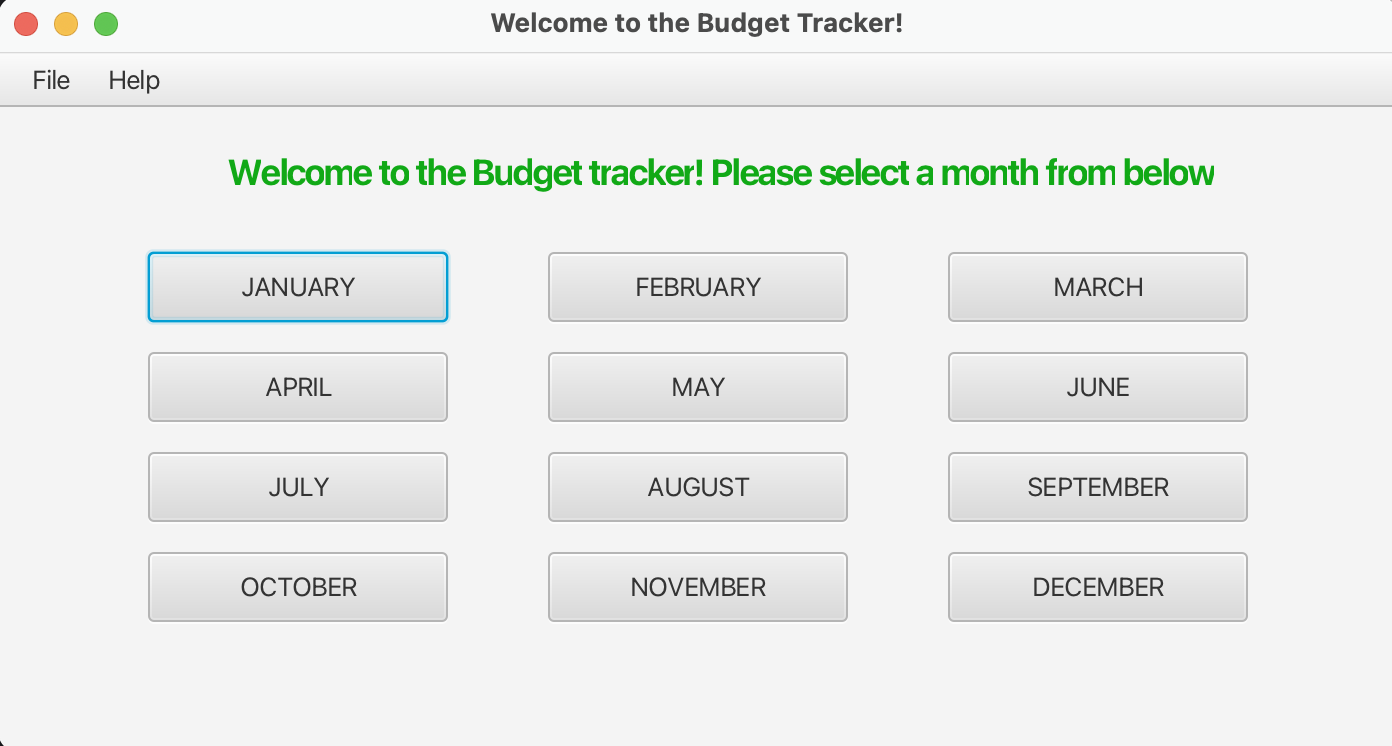 Welcome to the Budget Tracker!
File Help
Welcome to the Budget tracker! Please select a month from below
JANUARY FEBRUARY MARCH
APRIL MAY JUNE
JULY AUGUST SEPTEMBER
OCTOBER NOVEMBER DECEMBER